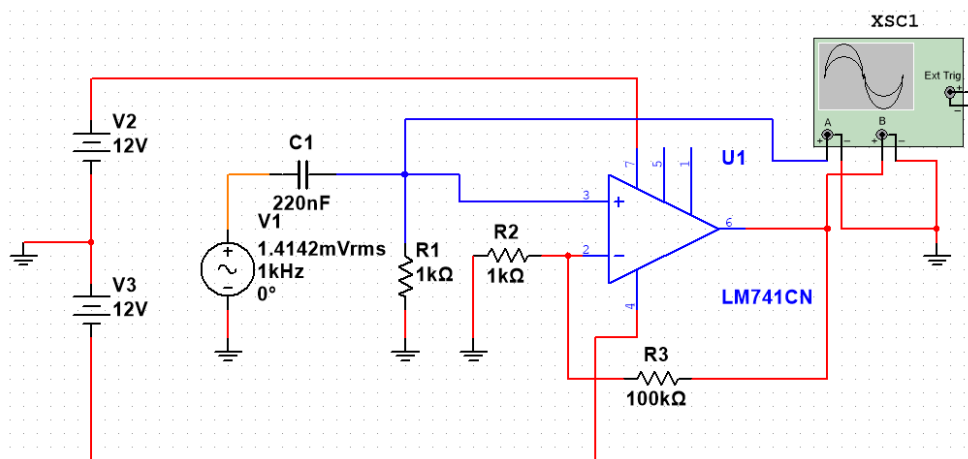 XSC1
Ext Trig
+
−
A
B
+
−
+
−
V2
12V
C1
220nF
V1
1.4142mVrms
1kHz
0°
+
−
R1
1kΩ
V3
12V
R2
1kΩ
U1
7
5
1
3
+
2
−
6
4
LM741CN
R3
100kΩ